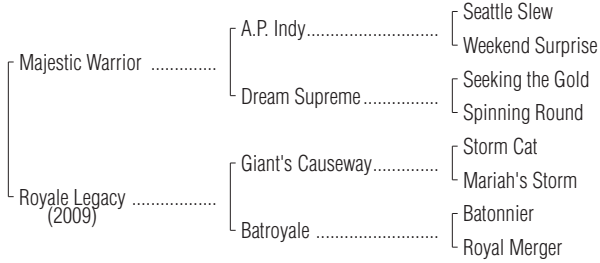 Seattle Slew
A.P. Indy..............................
Weekend Surprise
Majestic Warrior ...............
Seeking the Gold
Dream Supreme.................
Spinning Round
Storm Cat
Giant's Causeway...............
Mariah's Storm
Royale Legacy ...................
(2009)
Batonnier
Batroyale ...........................
Royal Merger